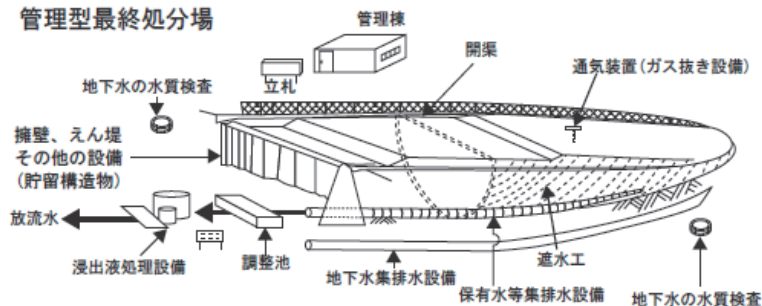 管理型最終処分場
管理棟
開渠
通気装置(ガス抜き設備)
立札
地下水の水質検査
擁壁、えん堤
その他の設備
(貯留構造物)
放流水
浸出液処理設備
調整池
地下水集排水設備
保有水等集排水設備
遮水工
地下水の水質検査